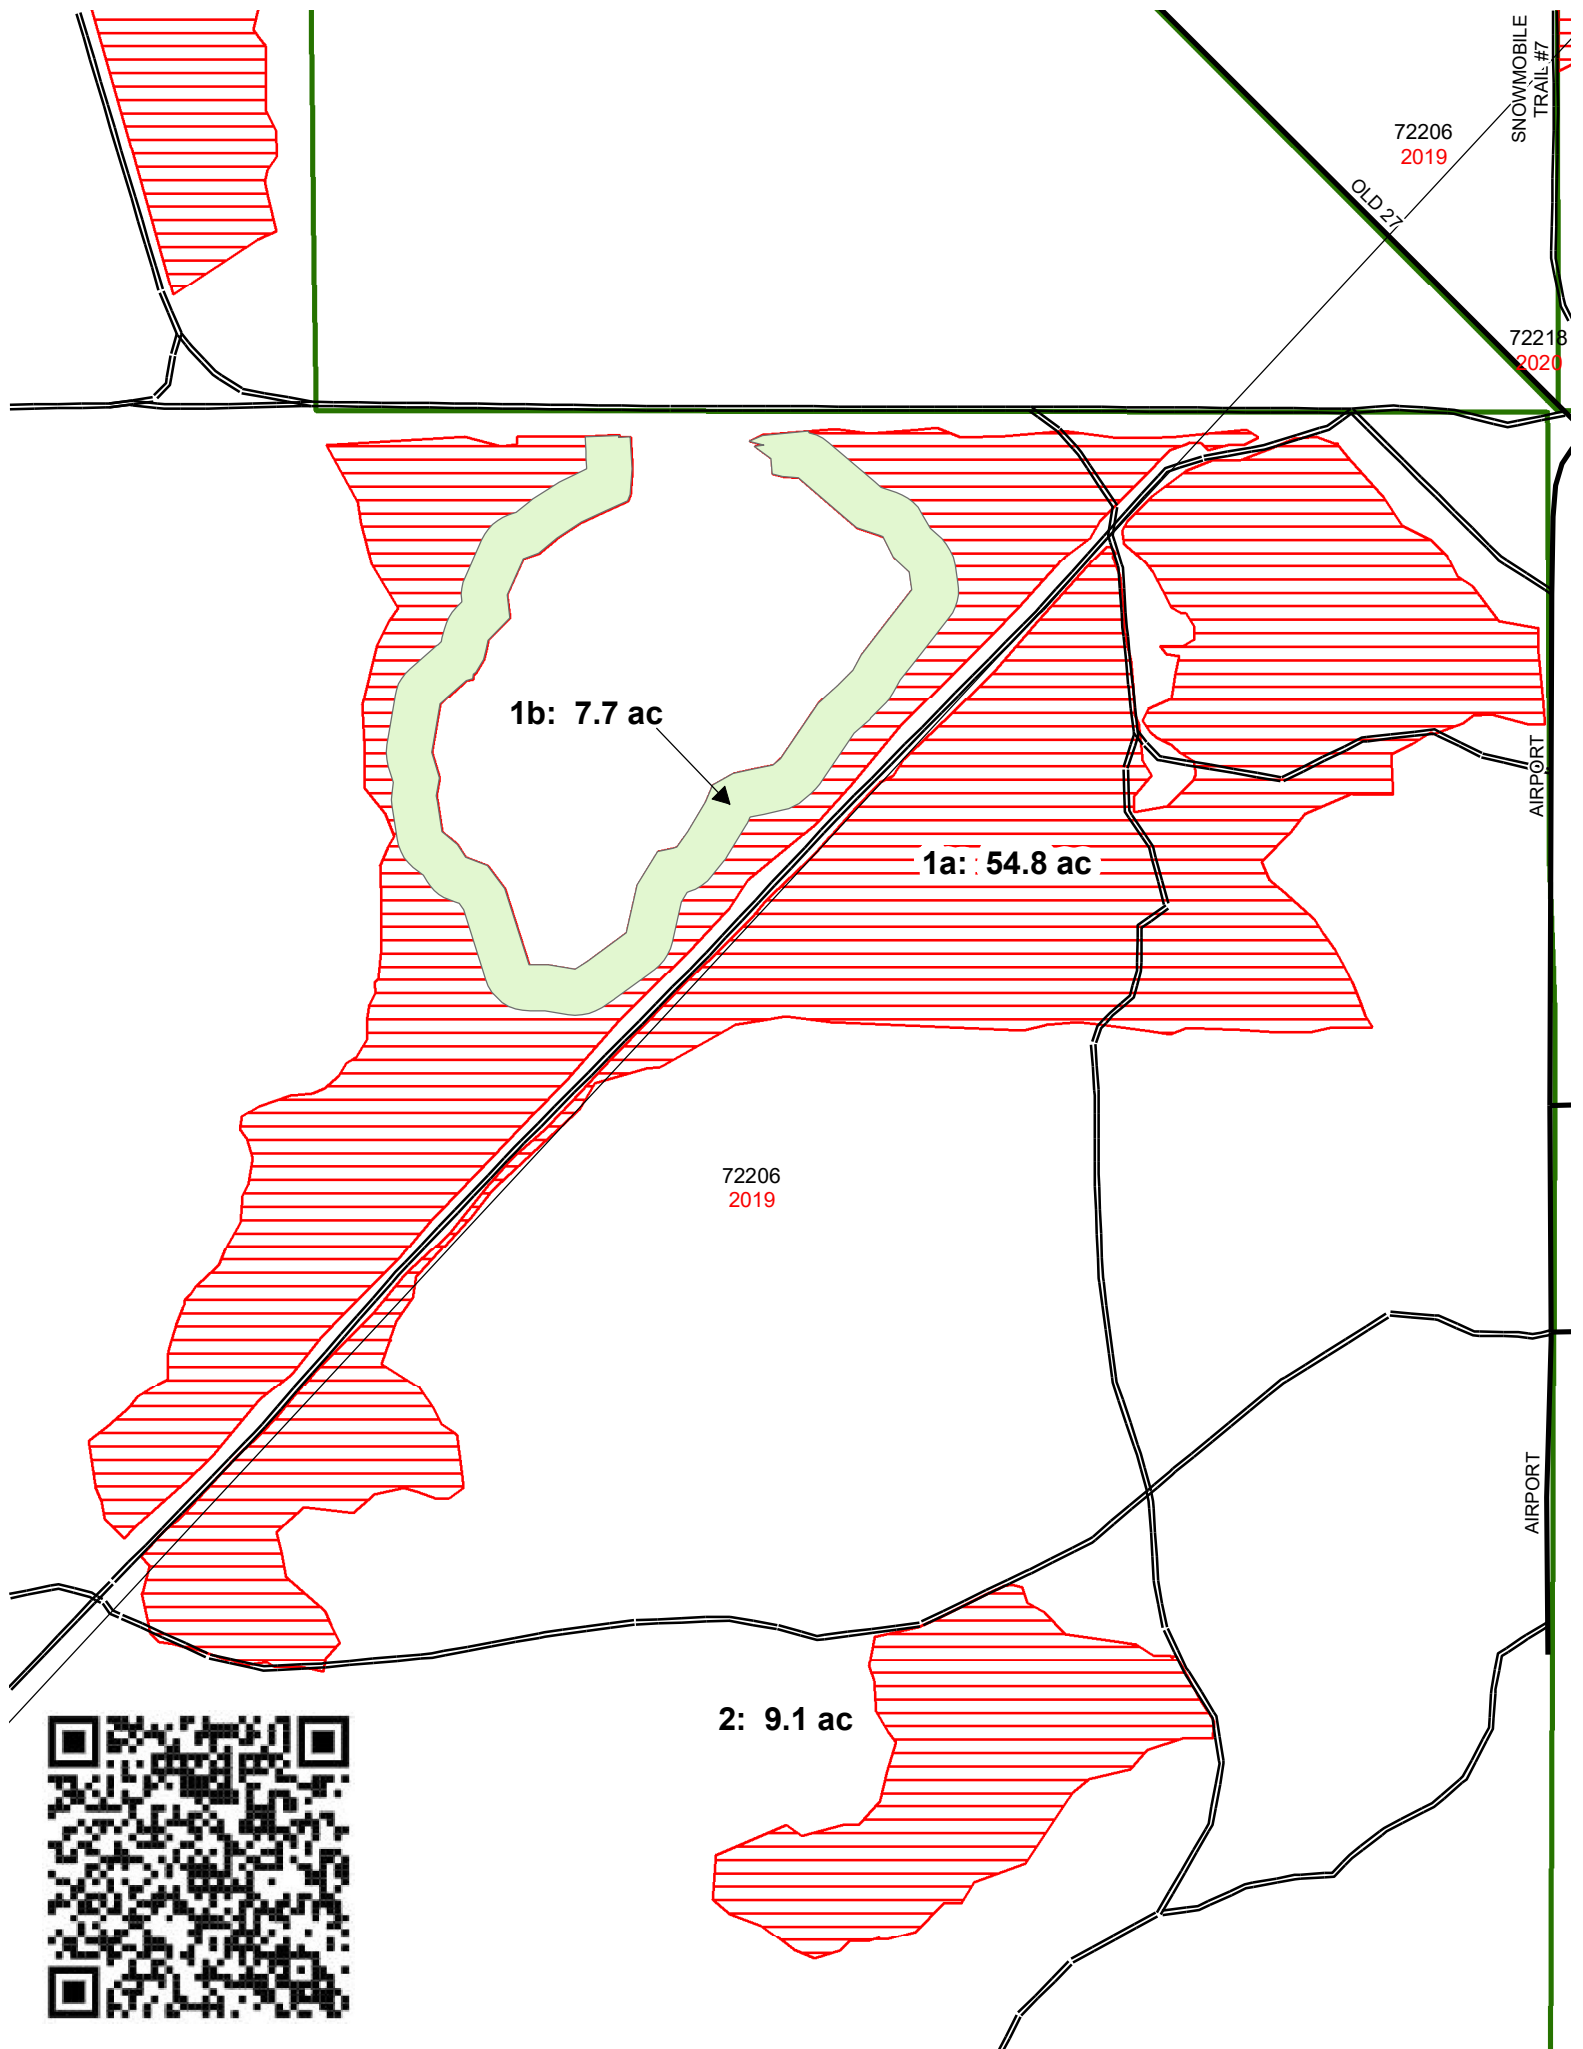 SNOWMOBILE
TRAIL #7
72206
2019
OLD 27
72218
2020
1b: 7.7 ac
AIRPORT
1a: 54.8 ac
72206
2019
AIRPORT
2: 9.1 ac